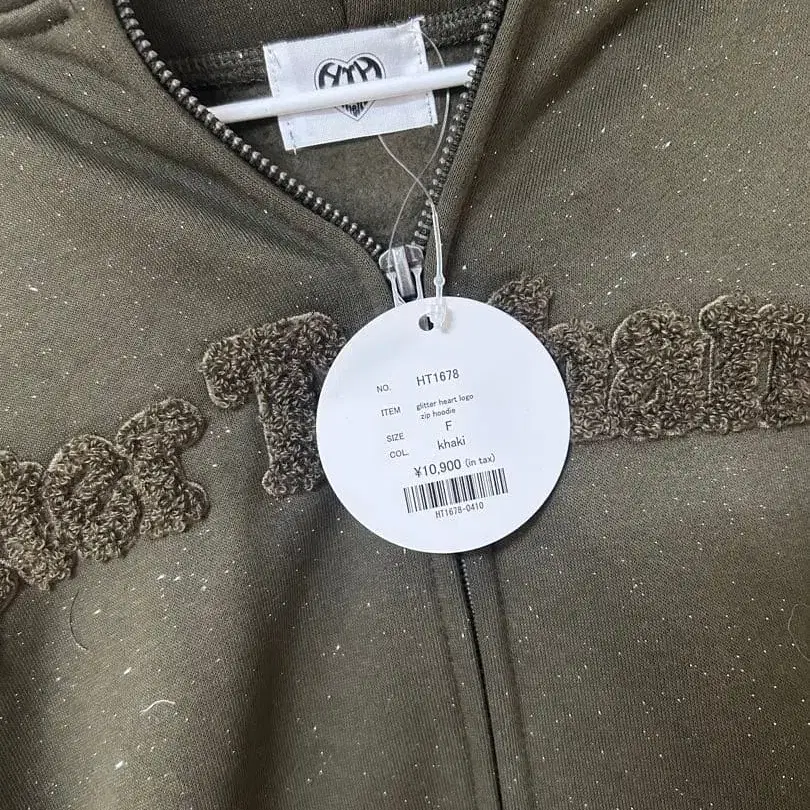 NO. HT1678
ITEM glitter heart logo
zip hoodie
SIZE F
COL. khaki
¥10,900 (in tax)
HT1678-0410